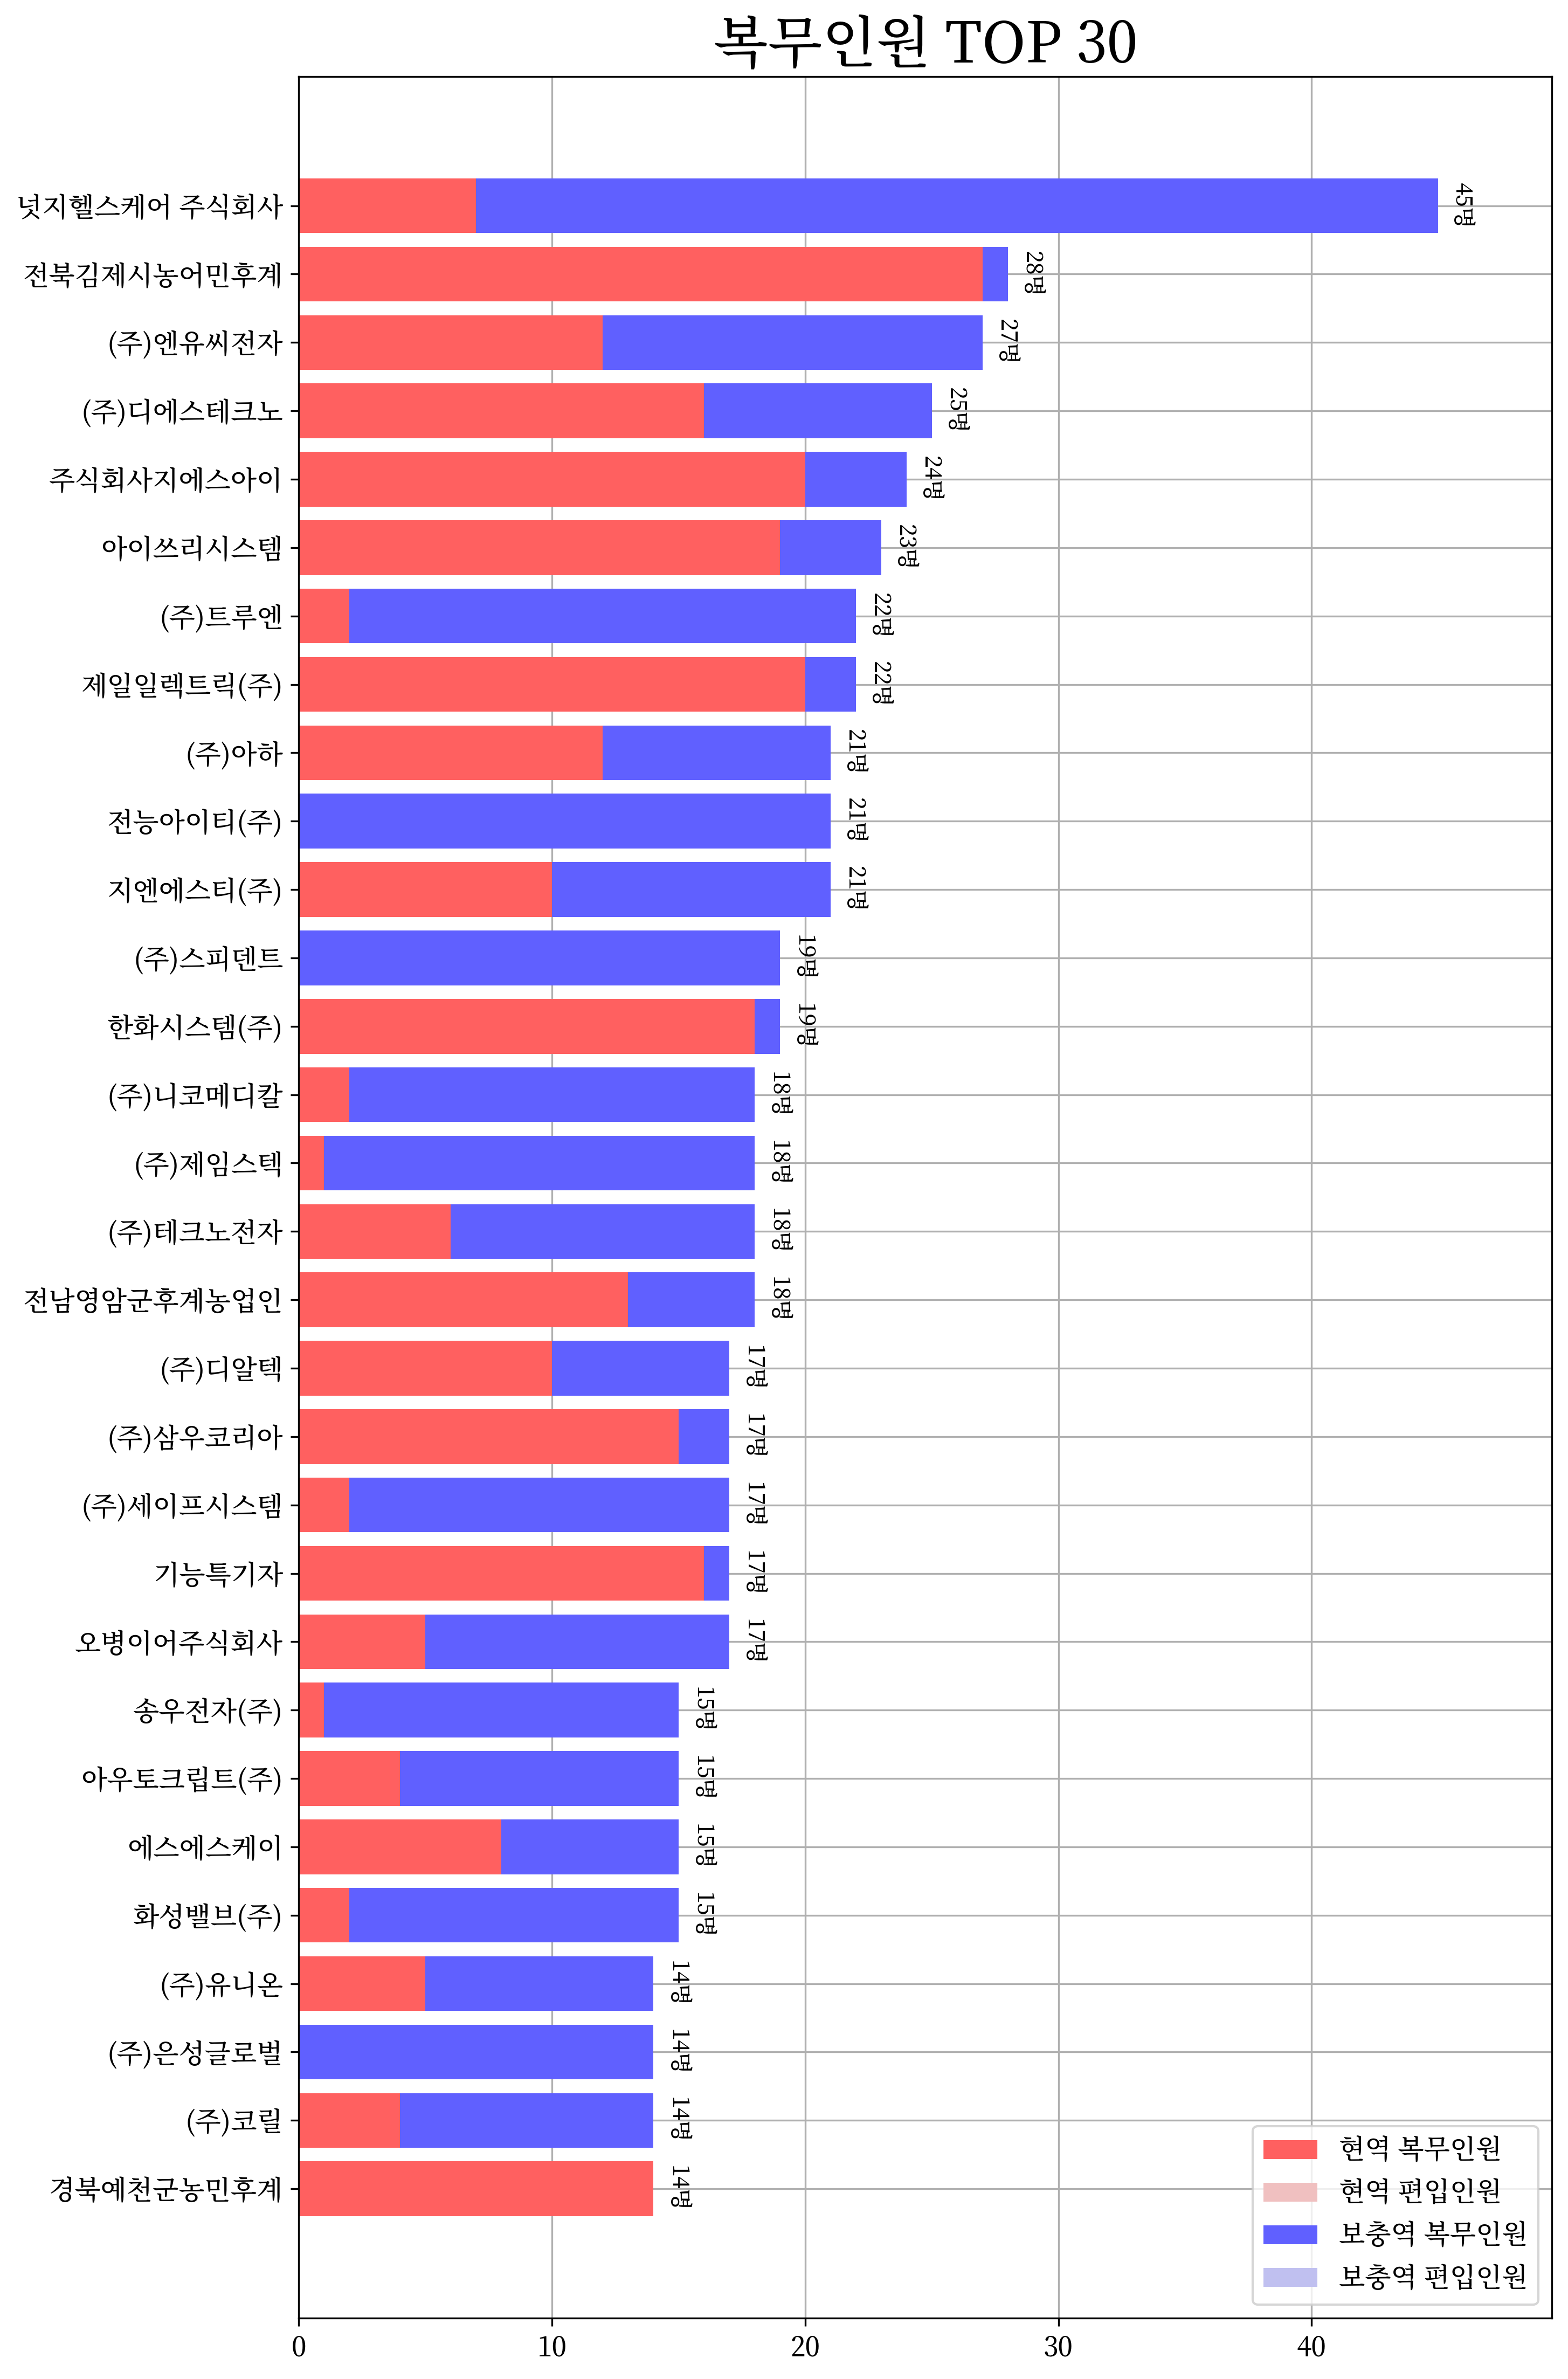 복무인원 TOP 30
넛지헬스케어 주식회사 45명
전북김제시농어민후계 28명
(주)엔유씨전자 27명
(주)디에스테크노 25명
주식회사지에스아이 24명
아이쓰리시스템 23명
(주)트루엔 22명
제일일렉트릭(주) 22명
(주)아하 21명
전능아이티(주) 21명
지엔에스티(주) 21명
(주)스피덴트 19명
한화시스템(주) 19명
(주)니코메디칼 18명
(주)제임스텍 18명
(주)테크노전자 18명
전남영암군후계농업인 18명
(주)디알텍 17명
(주)삼우코리아 17명
(주)세이프시스템 17명
기능특기자 17명
오병이어주식회사 17명
송우전자(주) 15명
아우토크립트(주) 15명
에스에스케이 15명
화성밸브(주) 15명
(주)유니온 14명
(주)은성글로벌 14명
(주)코릴 14명
경북예천군농민후계 14명
현역 복무인원
현역 편입인원
보충역 복무인원
보충역 편입인원
0 10 20 30 40